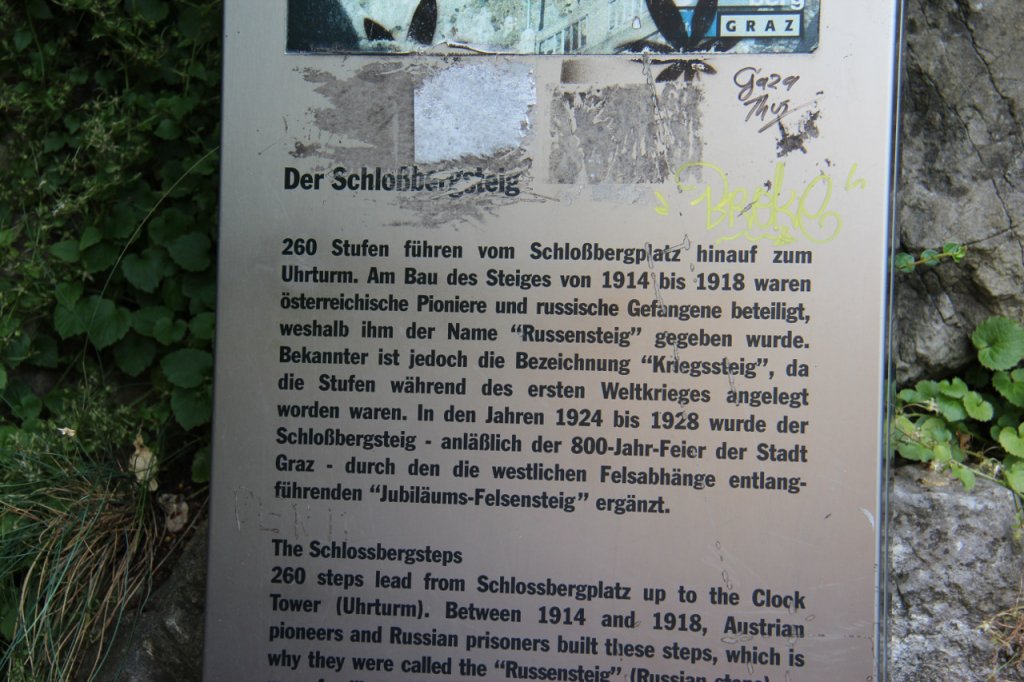 GRAZ
Gaza
Der Schloßbergsteig
260 Stufen führen vom Schloßbergplatz hinauf zum
Uhrturm. Am Bau des Steiges von 1914 bis 1918 waren
österreichische Pioniere und russische Gefangene beteiligt,
weshalb ihm der Name “Russensteig” gegeben wurde.
Bekannter ist jedoch die Bezeichnung “Kriegssteig”, da
die Stufen während des ersten Weltkrieges angelegt
worden waren. In den Jahren 1924 bis 1928 wurde der
Schloßbergsteig - anläßlich der 800-Jahr-Feier der Stadt
Graz - durch den die westlichen Felsabhänge entlang-
führenden “Jubiläums-Felsensteig” ergänzt.
The Schlossbergsteps
260 steps lead from Schlossbergplatz up to the Clock
Tower (Uhrturm). Between 1914 and 1918, Austrian
pioneers and Russian prisoners built these steps, which is
why they were called the “Russensteig” (Russian